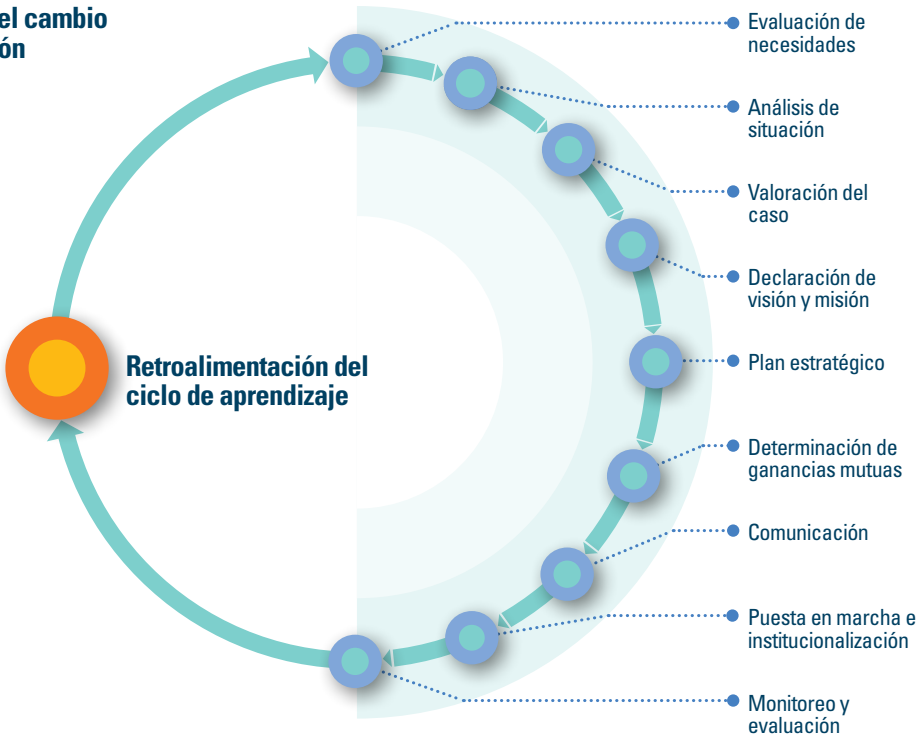 el cambio
ón
Evaluación de
necesidades
Análisis de
situación
Valoración del
caso
Declaración de
visión y misión
Retroalimentación del
ciclo de aprendizaje
Plan estratégico
Determinación de
ganancias mutuas
Comunicación
Puesta en marcha e
institucionalización
Monitoreo y
evaluación